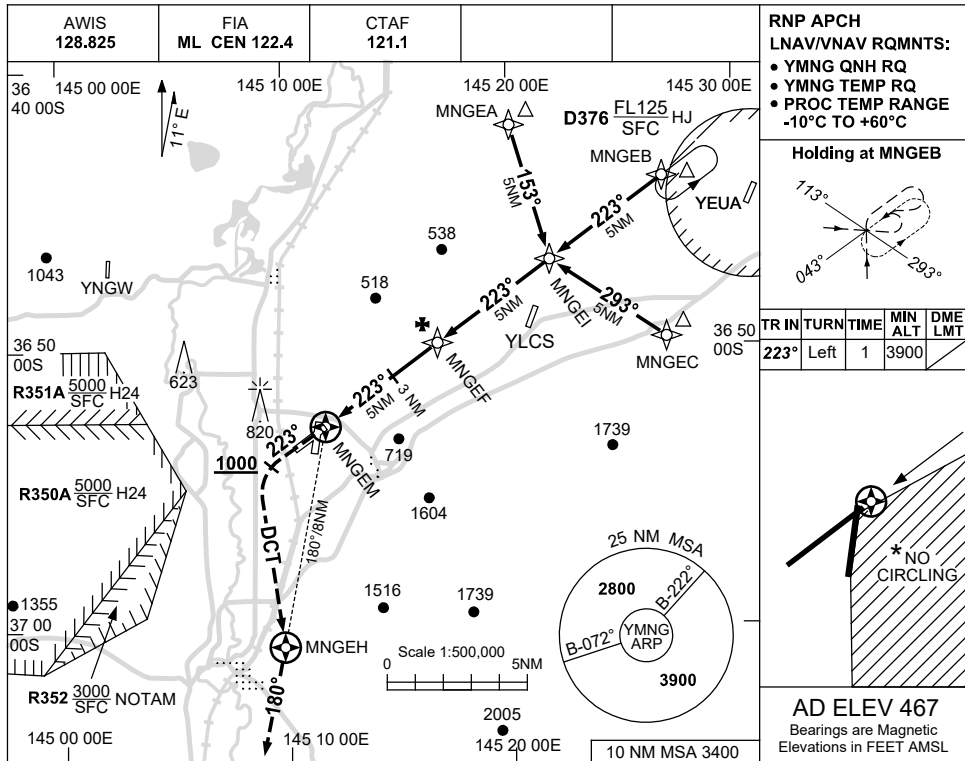 AWIS
128.825
FIA
ML CEN 122.4
CTAF
121.1
RNP APCH
LNAV/VNAV RQMNTS:
● YMNG QNH RQ
● YMNG TEMP RQ
● PROC TEMP RANGE
-10°C TO +60°C
36
40 00S
145 00 00E
145 10 00E
145 20 00E
145 30 00E
11° E
MNGEA
D376 FL125 HJ
SFC
MNGEB
YEUA
153°
5NM
223°
5NM
538
1043
YNGW
518
MNGEI
223°
5NM
293°
5NM
YLCS
MNGEC
36 50
00S
36 50
00S
MNGEF
R351A 5000 H24
SFC
623
820
223°
5NM
3 NM
223°
1000
MNGEM
719
1739
R350A 5000 H24
SFC
1604
180°/8NM
DCT
25 NM MSA
2800
B-222°
B-072°
YMNG
ARP
3900
1355
1516
1739
37 00
00S
MNGEH
Scale 1:500,000
0
5NM
R352 3000 NOTAM
SFC
180°
2005
145 00 00E
145 10 00E
145 20 00E
10 NM MSA 3400
Holding at MNGEB
113°
043°
293°
TR IN TURN TIME MIN ALT DME LMT
223° Left 1 3900
*NO
CIRCLING
AD ELEV 467
Bearings are Magnetic
Elevations in FEET AMSL